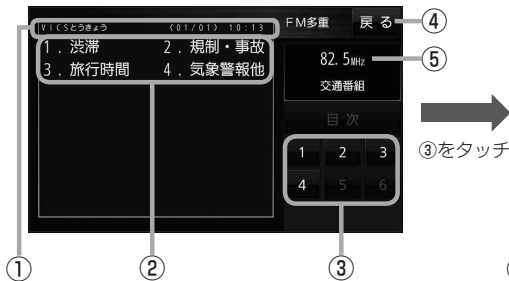 VICSとうきょう (01/01) 10:13
FM多重 戻る ④
1．渋滞 2．規制・事故
3．旅行時間 4．気象警報他
82.5MHz ⑤
交通番組
目次
1 2 3
4 5 6
③をタッチ
① ② ③